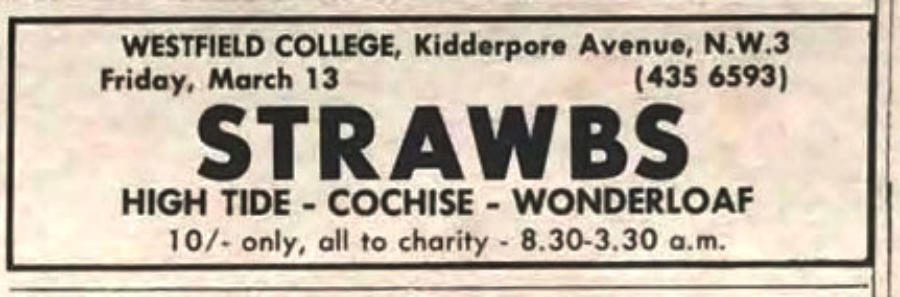 WESTFIELD COLLEGE, Kidderpore Avenue, N.W.3
Friday, March 13 (435 6593)
STRAWBS
HIGH TIDE - COCHISE - WONDERLOAF
10/- only, all to charity - 8.30-3.30 a.m.